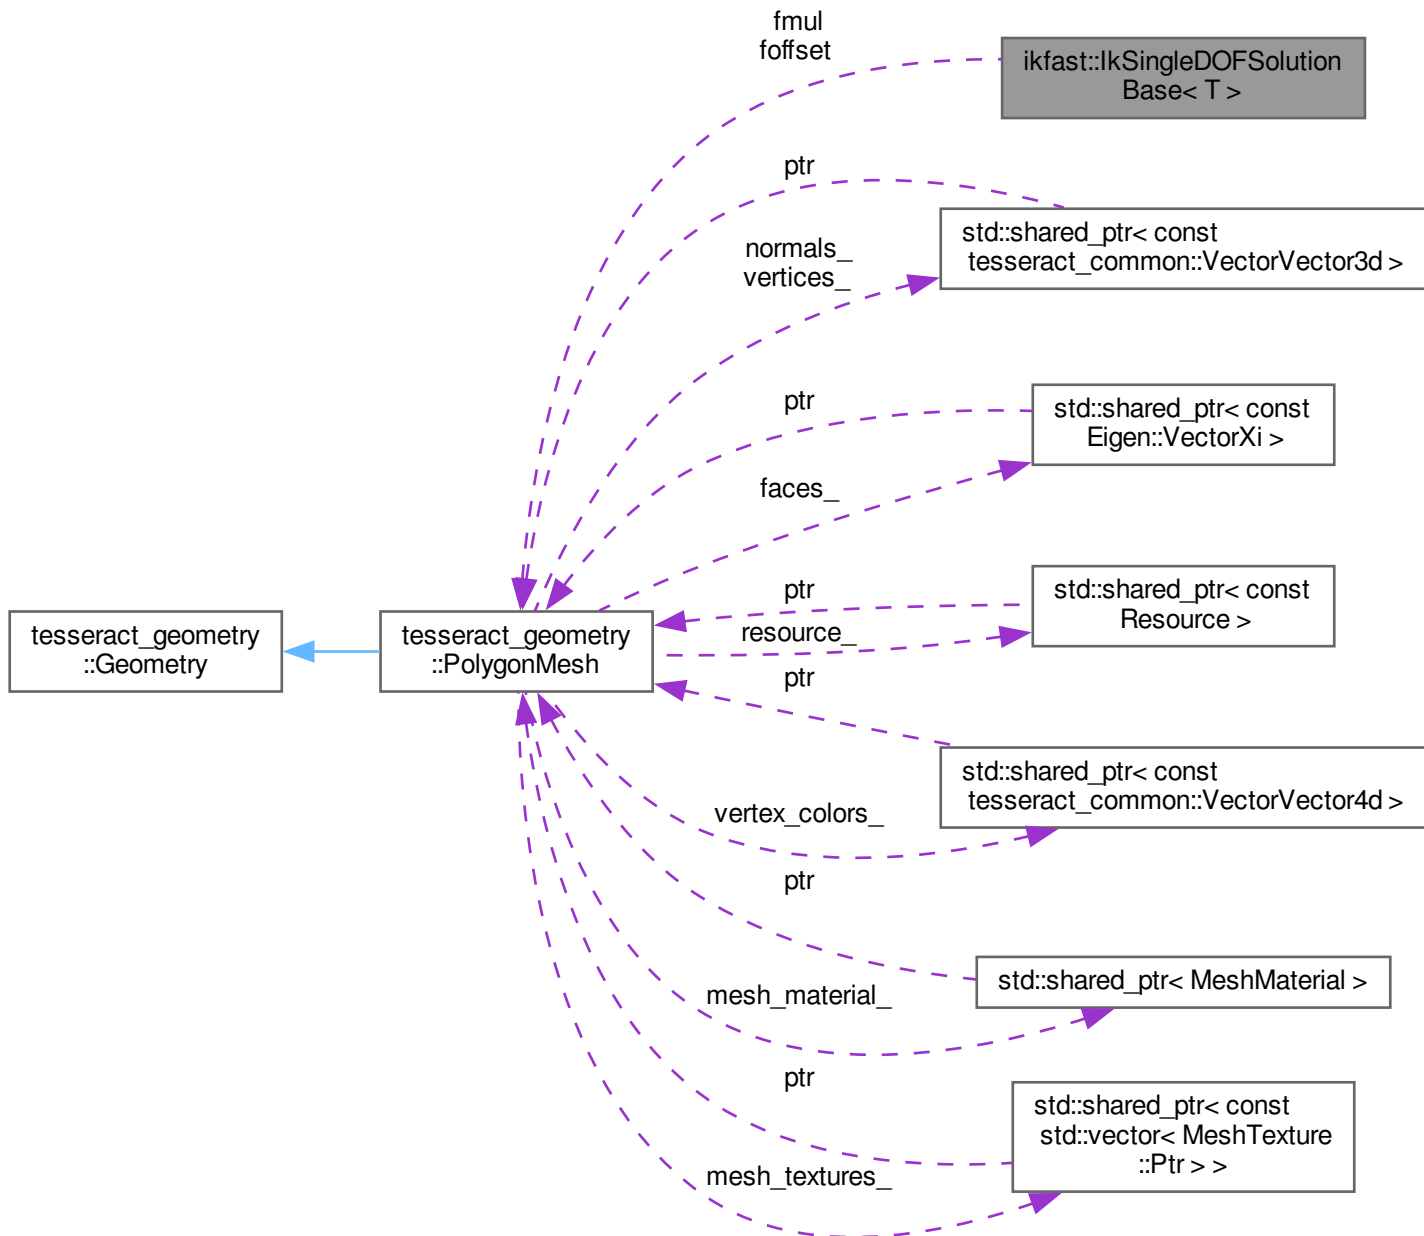 fmul
foffset
ikfast::IkSingleDOFSolution
Base< T >
ptr
std::shared_ptr< const
tesseract_common::VectorVector3d >
normals_
vertices_
ptr
std::shared_ptr< const
Eigen::VectorXi >
faces_
ptr
std::shared_ptr< const
Resource >
resource_
tesseract_geometry
::Geometry
tesseract_geometry
::PolygonMesh
ptr
std::shared_ptr< const
tesseract_common::VectorVector4d >
vertex_colors_
ptr
std::shared_ptr< MeshMaterial >
mesh_material_
ptr
std::shared_ptr< const
std::vector< MeshTexture
::Ptr > >
mesh_textures_